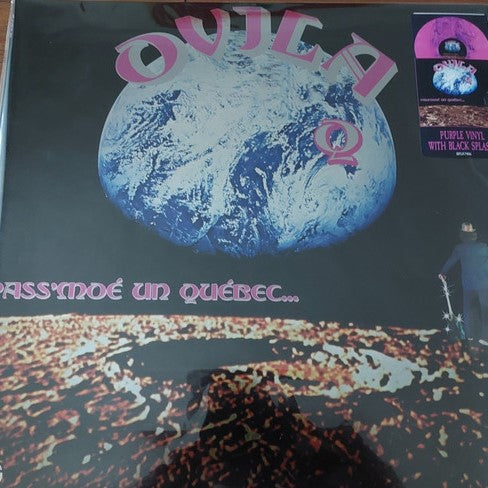 OVILA
Q
PASS'MOÉ UN QUÉBEC...
PURPLE VINYL
WITH BLACK SPLAS